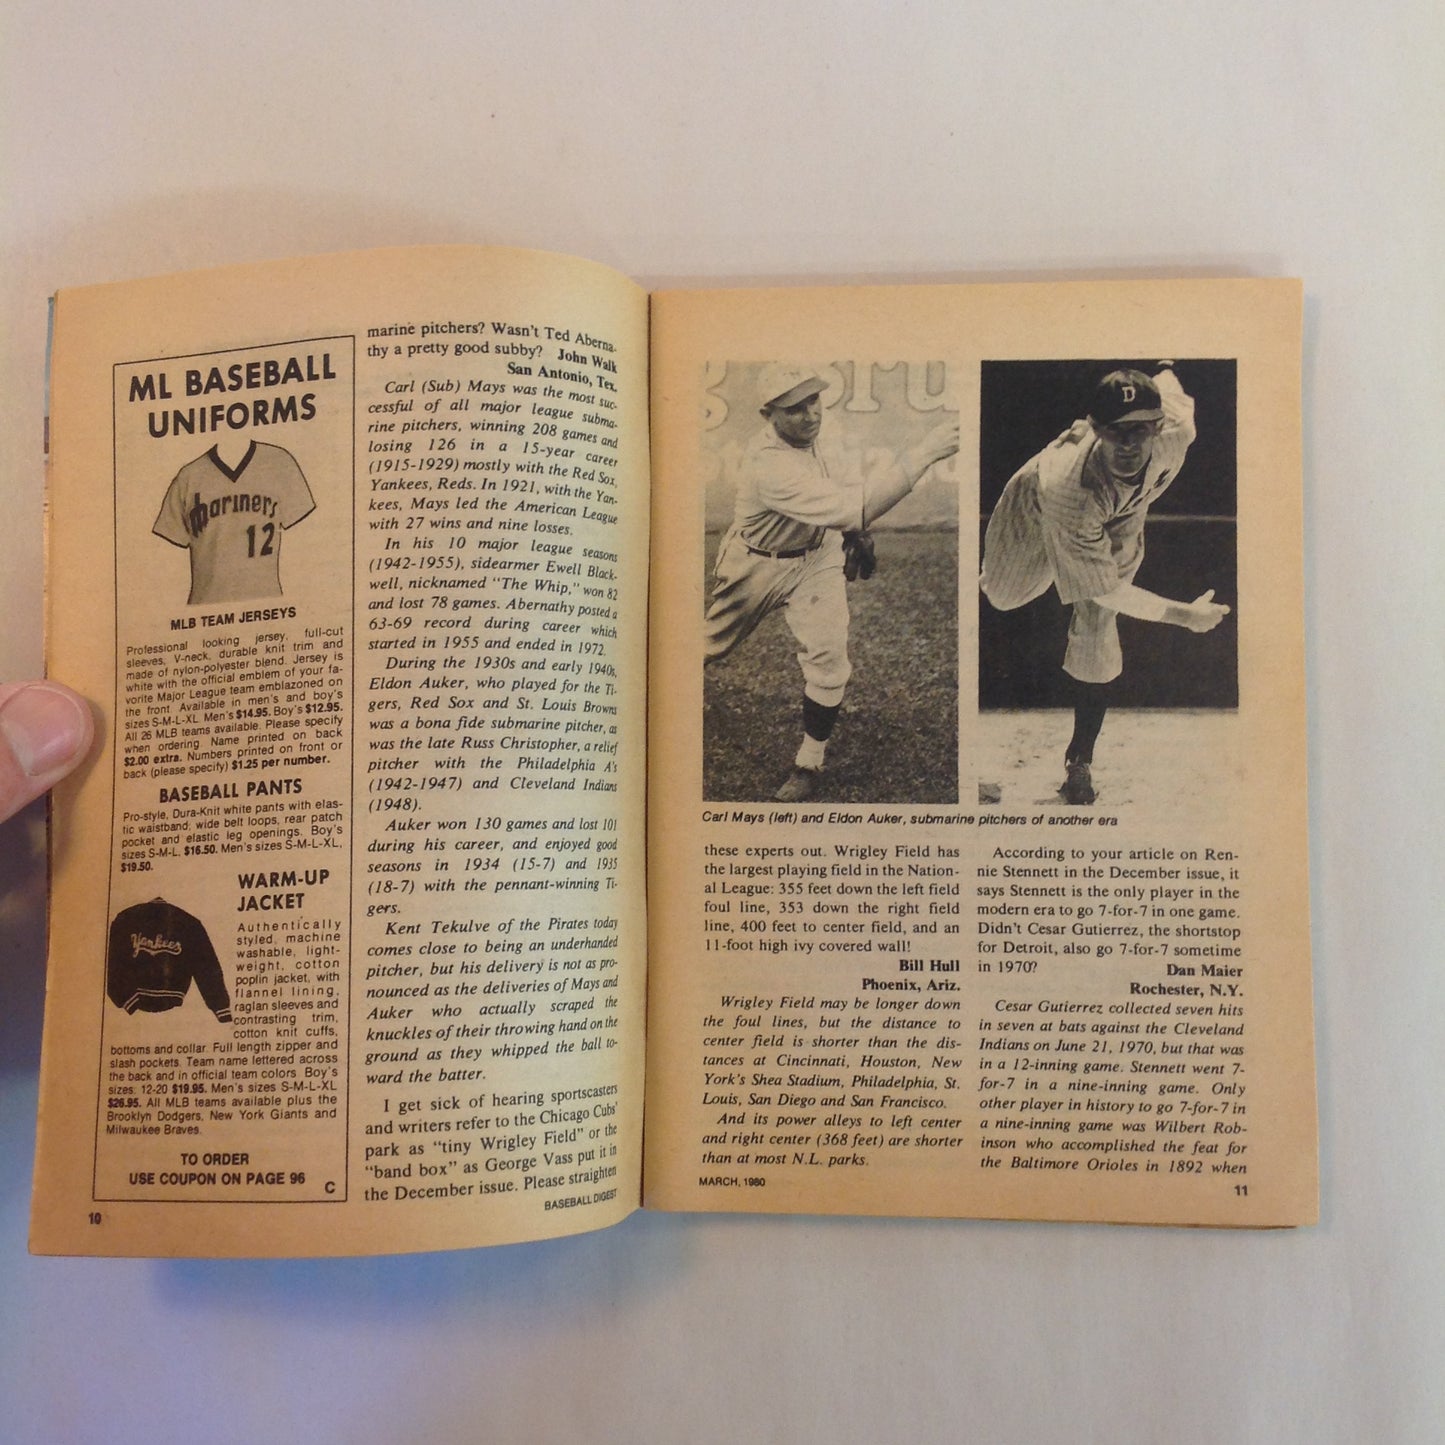 ML BASEBALL
UNIFORMS
mariners
12
MLB TEAM JERSEYS
Professional looking jersey, full-cut
sleeves, V-neck, durable knit trim and
made of nylon-polyester blend. Jersey is
white with the official emblem of your fa-
vorite Major League team emblazoned on
the front. Available in men's and boy's
sizes S-M-L-XL. Men's $14.95. Boy's $12.95.
All 26 MLB teams available. Please specify
when ordering. Name printed on back
$2.00 extra. Numbers printed on front or
back (please specify) $1.25 per number.
BASEBALL PANTS
Pro-style, Dura-Knit white pants with elas-
tic waistband; wide belt loops, rear patch
pocket and elastic leg openings. Boy's
sizes S-M-L, $16.50. Men's sizes S-M-L-XL,
$19.50.
WARM-UP
JACKET
Yankees
Authentically
styled, machine
washable, light-
weight, cotton
poplin jacket, with
flannel lining,
raglan sleeves and
contrasting trim,
cotton knit cuffs,
bottoms and collar. Full length zipper and
slash pockets. Team name lettered across
the back and in official team colors. Boy's
sizes: 12-20 $19.95. Men's sizes S-M-L-XL
$26.95. All MLB teams available plus the
Brooklyn Dodgers, New York Giants and
Milwaukee Braves.
TO ORDER
USE COUPON ON PAGE 96
C
10
marine pitchers? Wasn't Ted Aberna-
thy a pretty good subby? John Walk
San Antonio, Tex.
Carl (Sub) Mays was the most suc-
cessful of all major league subma-
rine pitchers, winning 208 games and
losing 126 in a 15-year career
(1915-1929) mostly with the Red Sox,
Yankees, Reds. In 1921, with the Yan-
kees, Mays led the American League
with 27 wins and nine losses.
In his 10 major league seasons
(1942-1955), sidearmer Ewell Black-
well, nicknamed "The Whip," won 82
and lost 78 games. Abernathy posted a
63-69 record during career which
started in 1955 and ended in 1972.
During the 1930s and early 1940s,
Eldon Auker, who played for the Ti-
gers, Red Sox and St. Louis Browns
was a bona fide submarine pitcher, as
was the late Russ Christopher, a relief
pitcher with the Philadelphia A's
(1942-1947) and Cleveland Indians
(1948).
Auker won 130 games and lost 101
during his career, and enjoyed good
seasons in 1934 (15-7) and 1935
(18-7) with the pennant-winning Ti-
gers.
Kent Tekulve of the Pirates today
comes close to being an underhanded
pitcher, but his delivery is not as pro-
nounced as the deliveries of Mays and
Auker who actually scraped the
knuckles of their throwing hand on the
ground as they whipped the ball to-
ward the batter.
I get sick of hearing sportscasters
and writers refer to the Chicago Cubs'
park as "tiny Wrigley Field" or the
"band box" as George Vass put it in
the December issue. Please straighten
BASEBALL DIGEST
D
Carl Mays (left) and Eldon Auker, submarine pitchers of another era
these experts out. Wrigley Field has
the largest playing field in the Nation-
al League: 355 feet down the left field
foul line, 353 down the right field
line, 400 feet to center field, and an
11-foot high ivy covered wall!
Bill Hull
Phoenix, Ariz.
Wrigley Field may be longer down
the foul lines, but the distance to
center field is shorter than the dis-
tances at Cincinnati, Houston, New
York's Shea Stadium, Philadelphia, St.
Louis, San Diego and San Francisco.
And its power alleys to left center
and right center (368 feet) are shorter
than at most N.L. parks.
MARCH, 1980
According to your article on Ren-
nie Stennett in the December issue, it
says Stennett is the only player in the
modern era to go 7-for-7 in one game.
Didn't Cesar Gutierrez, the shortstop
for Detroit, also go 7-for-7 sometime
in 1970? Dan Maier
Rochester, N.Y.
Cesar Gutierrez collected seven hits
in seven at bats against the Cleveland
Indians on June 21, 1970, but that was
in a 12-inning game. Stennett went 7-
for-7 in a nine-inning game. Only
other player in history to go 7-for-7 in
a nine-inning game was Wilbert Rob-
inson who accomplished the feat for
the Baltimore Orioles in 1892 when
11